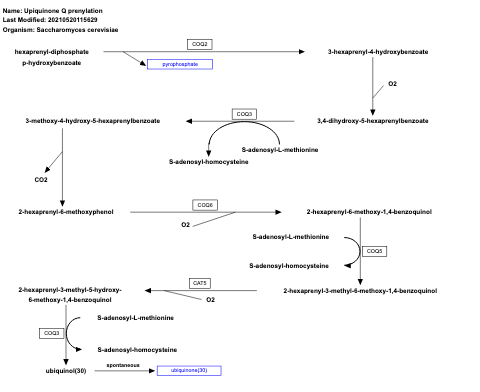 Name: Upiquinone Q prenylation
Last Modified: 20210520115629
Organism: Saccharomyces cerevisiae
COQ2
hexaprenyl-diphosphate
3-hexaprenyl-4-hydroxybenzoate
p-hydroxybenzoate
pyrophosphate
O2
COQ3
3-methoxy-4-hydroxy-5-hexaprenylbenzoate
3,4-dihydroxy-5-hexaprenylbenzoate
S-adenosyl-L-methionine
S-adenosyl-homocysteine
CO2
COQ6
2-hexaprenyl-6-methoxyphenol
2-hexaprenyl-6-methoxy-1,4-benzoquinol
O2
S-adenosyl-L-methionine
COQ5
S-adenosyl-homocysteine
CAT5
2-hexaprenyl-3-methyl-5-hydroxy-
6-methoxy-1,4-benzoquinol
2-hexaprenyl-3-methyl-6-methoxy-1,4-benzoquinol
O2
S-adenosyl-L-methionine
COQ3
S-adenosyl-homocysteine
spontaneous
ubiquinol(30)
ubiquinone(30)